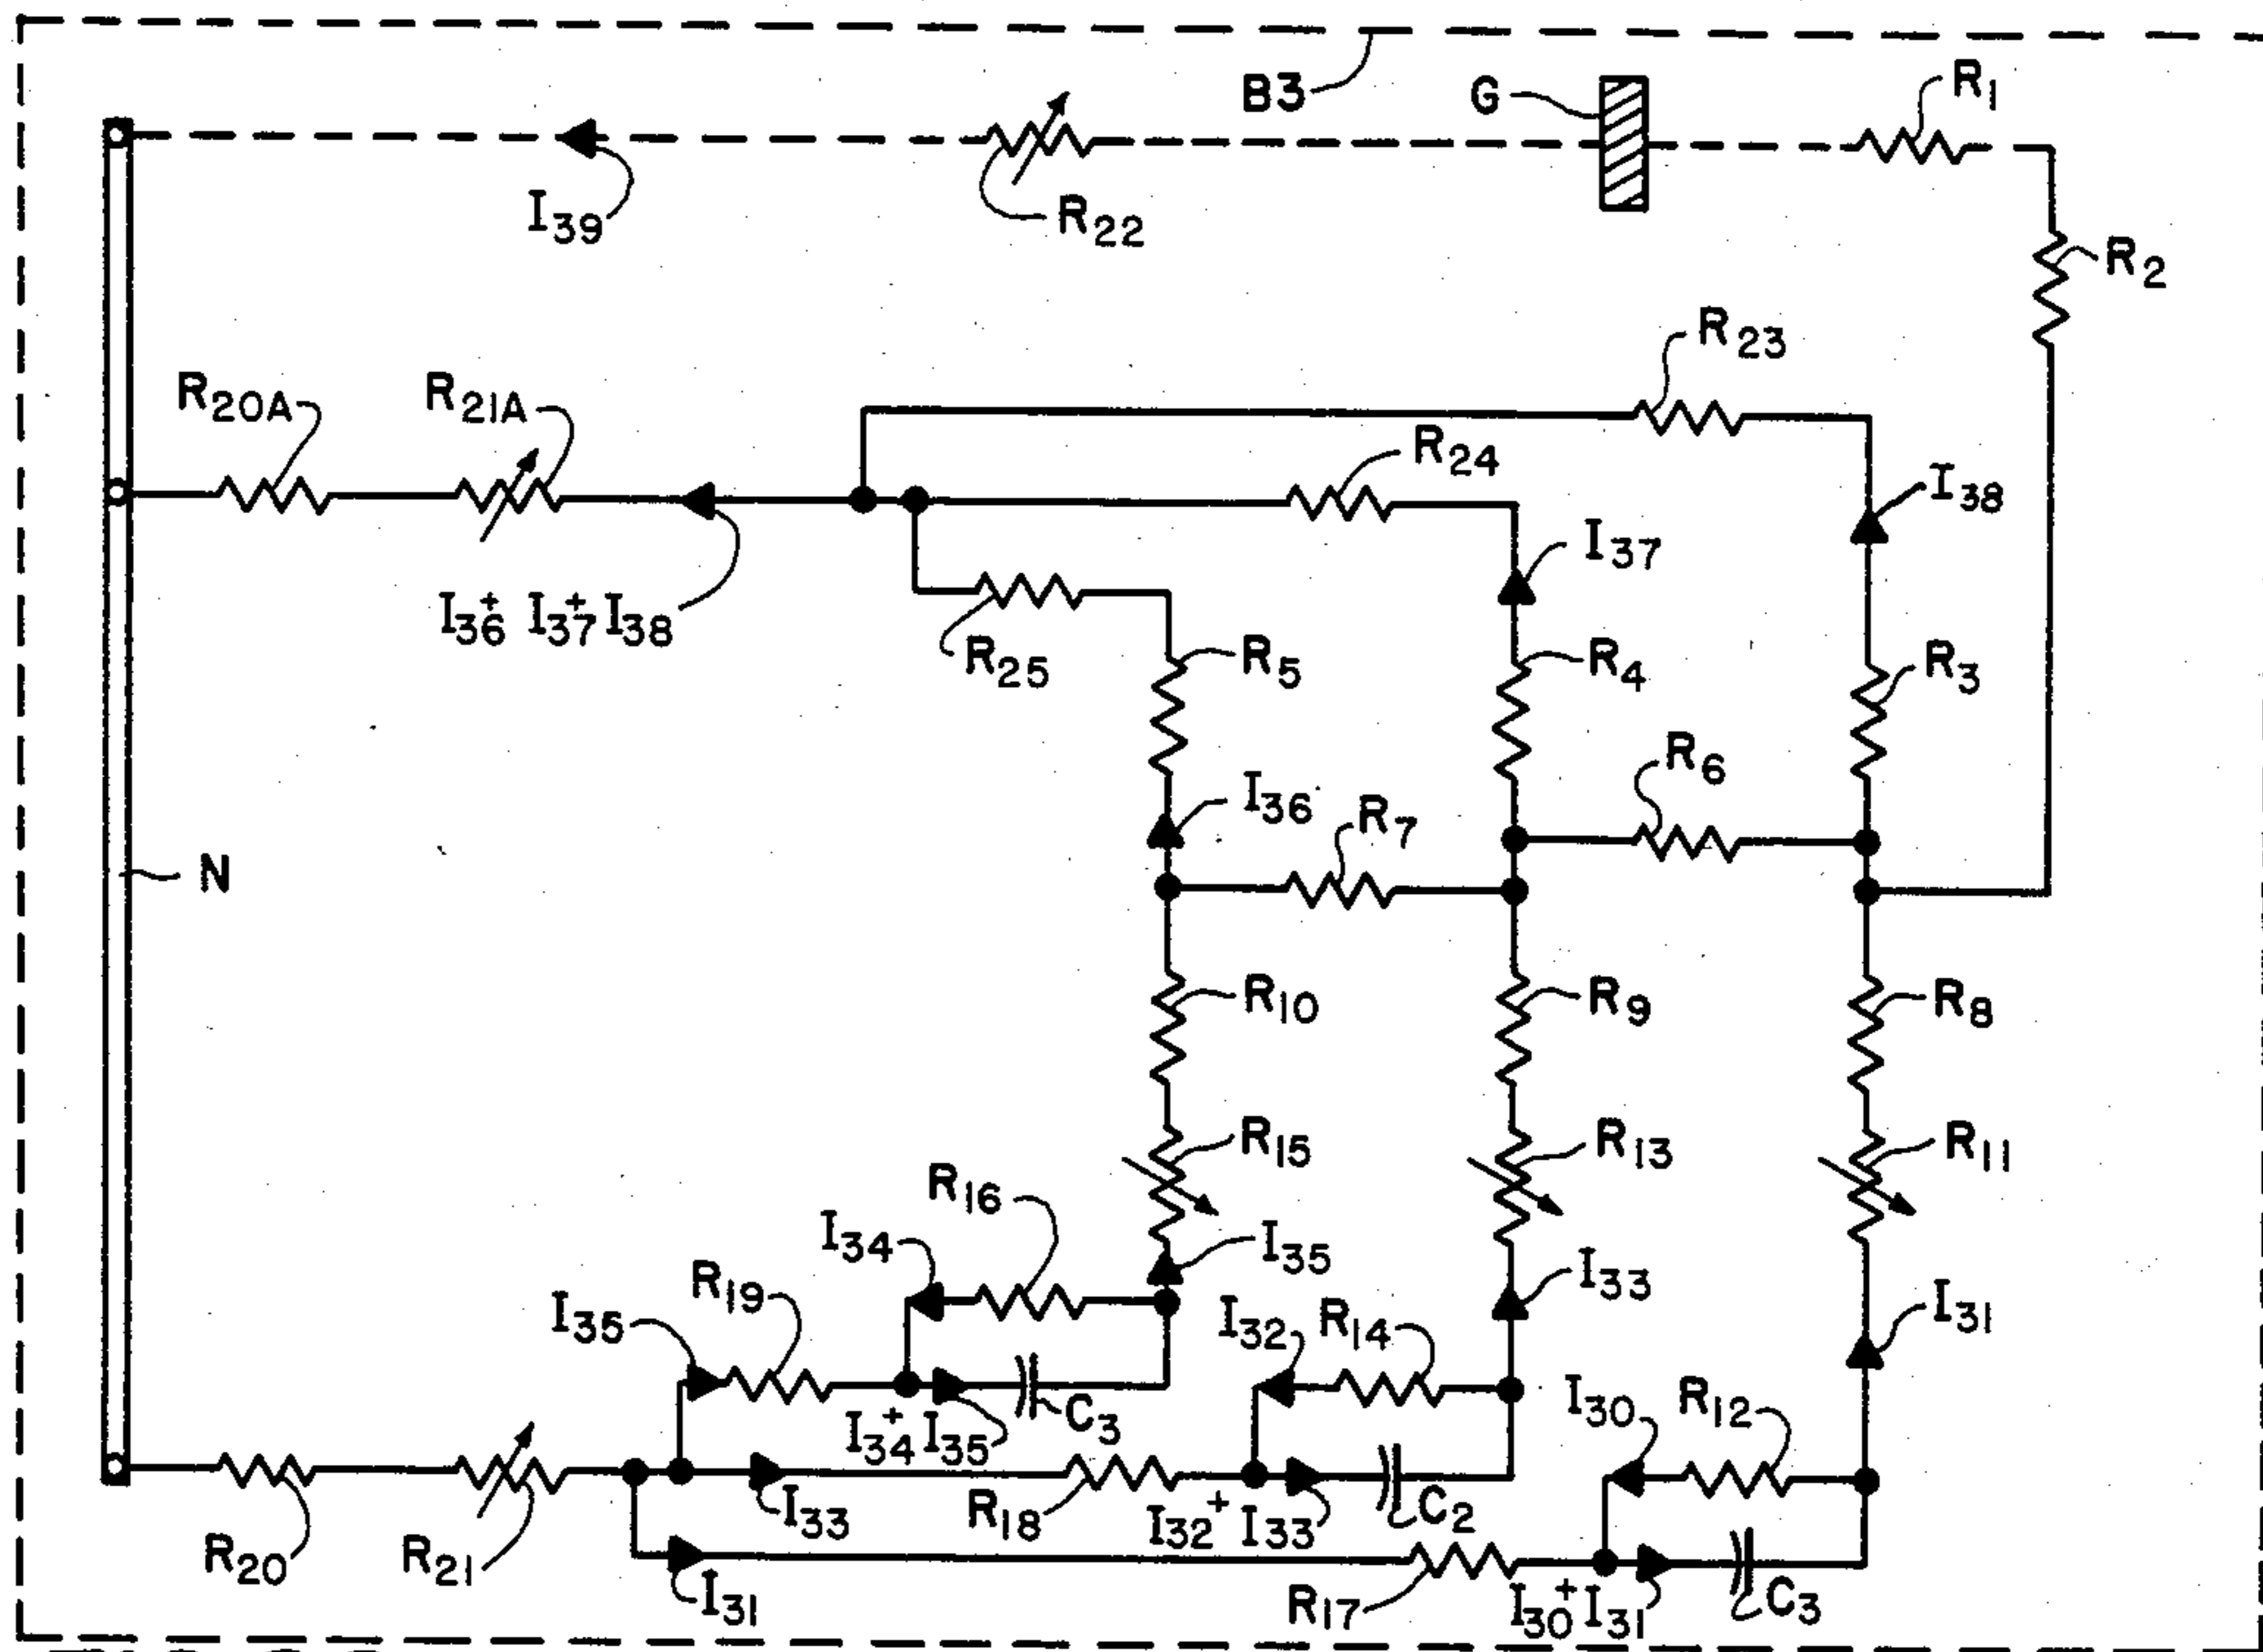 B3
G
R1
I39
R22
R2
R23
R20A
R21A
R24
I38
I37
I36+ I37+ I38
R25
R5
R4
R3
R6
I36
R7
N
R10
R9
R8
R15
R13
R11
R16
I34
I35
I33
R19
I35
I32
R14
I31
I30
R12
I34+ I35
C3
I33
R18
I32+ I33
C2
R20
R21
I31
R17
I30+ I31
C3